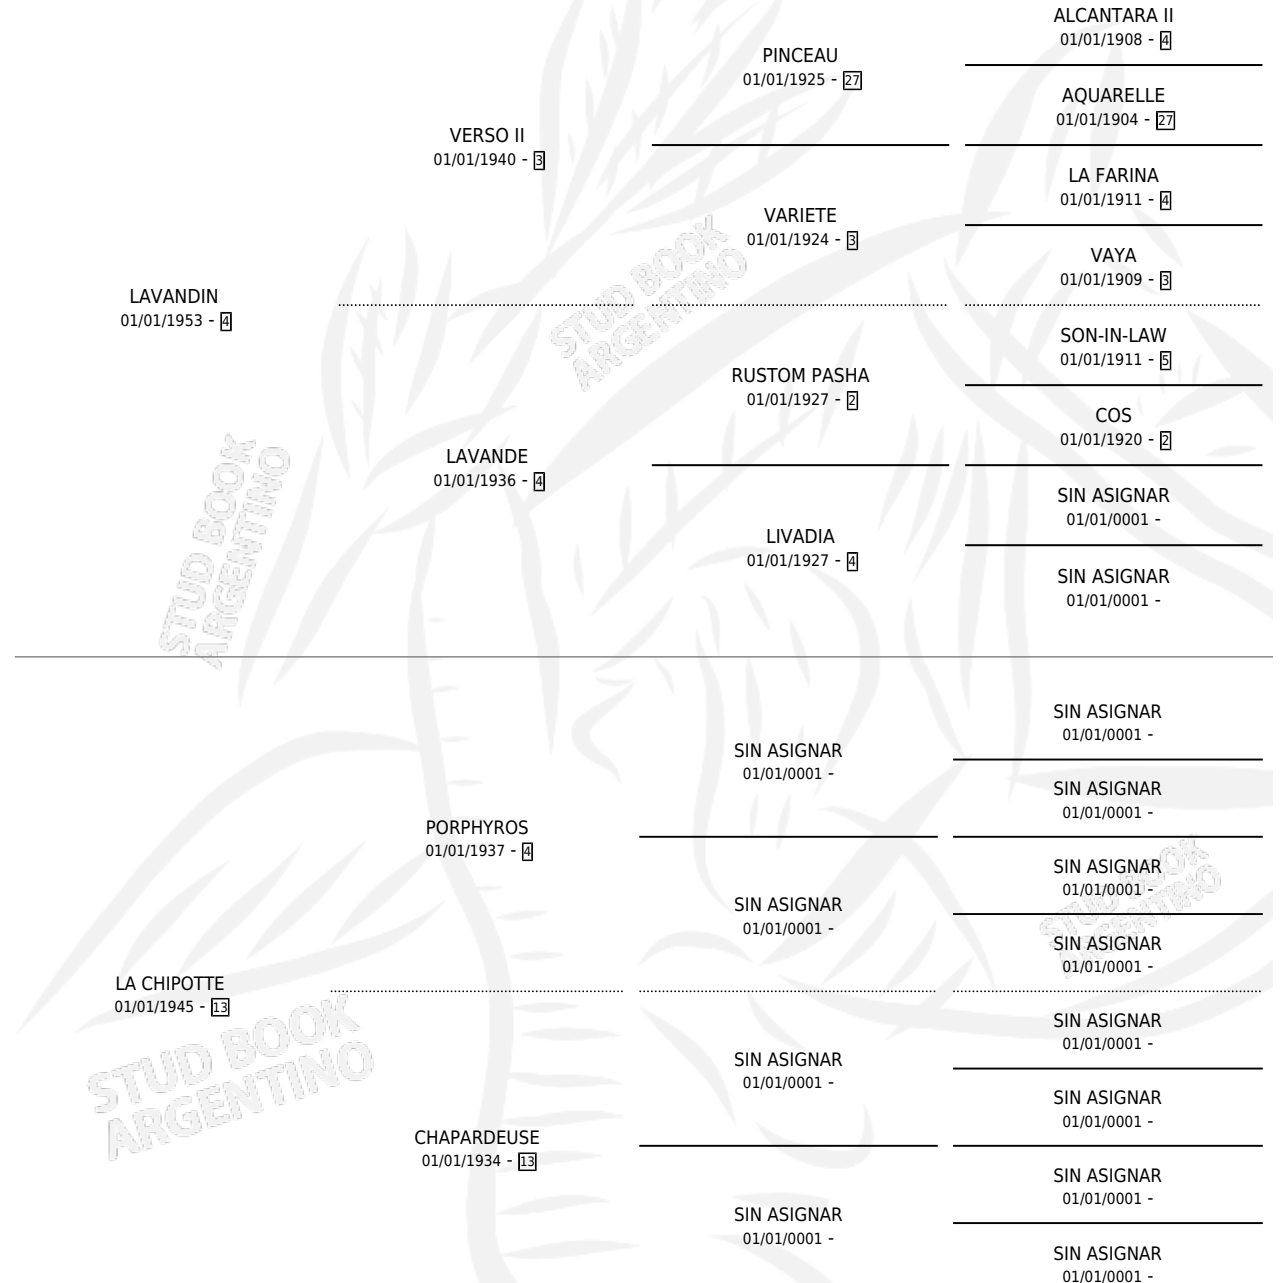 ALCANTARA II
01/01/1908 - 4
PINCEAU
01/01/1925 - 27
AQUARELLE
01/01/1904 - 27
VERSO II
01/01/1940 - 3
LA FARINA
01/01/1911 - 4
VARIETE
01/01/1924 - 3
VAYA
01/01/1909 - 3
LAVANDIN
01/01/1953 - 4
SON-IN-LAW
01/01/1911 - 5
RUSTOM PASHA
01/01/1927 - 2
COS
01/01/1920 - 2
LAVANDE
01/01/1936 - 4
SIN ASIGNAR
01/01/0001 -
LIVADIA
01/01/1927 - 4
SIN ASIGNAR
01/01/0001 -
STUD BOOK
ARGENTINO
STUD BOOK
ARGENTINO
SIN ASIGNAR
01/01/0001 -
SIN ASIGNAR
01/01/0001 -
SIN ASIGNAR
01/01/0001 -
PORPHYROS
01/01/1937 - 4
SIN ASIGNAR
01/01/0001 -
SIN ASIGNAR
01/01/0001 -
SIN ASIGNAR
01/01/0001 -
STUD BOOK
ARGENTINO
LA CHIPOTTE
01/01/1945 - 13
SIN ASIGNAR
01/01/0001 -
SIN ASIGNAR
01/01/0001 -
SIN ASIGNAR
01/01/0001 -
CHAPARDEUSE
01/01/1934 - 13
SIN ASIGNAR
01/01/0001 -
SIN ASIGNAR
01/01/0001 -
SIN ASIGNAR
01/01/0001 -
STUD BOOK
ARGENTINO